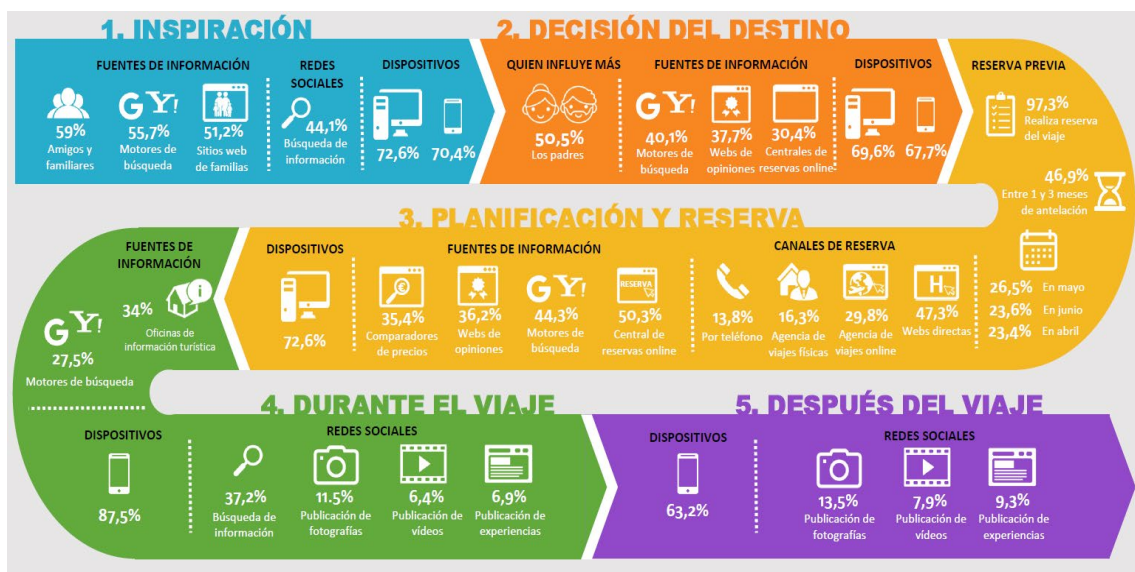 1. INSPIRACIÓN
FUENTES DE INFORMACIÓN
59%
Amigos y
familiares
GY!
55,7%
Motores de
búsqueda
51,2%
Sitios web
de familias
REDES
SOCIALES
44,1%
Búsqueda de
información
DISPOSITIVOS
72,6%
70,4%
2. DECISIÓN DEL DESTINO
QUIEN INFLUYE MÁS
50,5%
Los padres
FUENTES DE INFORMACIÓN
GY!
40,1%
Motores de
búsqueda
37,7%
Webs de
opiniones
30,4%
Centrales de
reservas online
DISPOSITIVOS
69,6%
67,7%
RESERVA PREVIA
97,3%
Realiza reserva
del viaje
46,9%
Entre 1 y 3 meses
de antelación
26,5% En mayo
23,6% En junio
23,4% En abril
3. PLANIFICACIÓN Y RESERVA
CANALES DE RESERVA
13,8%
Por teléfono
16,3%
Agencia de
viajes físicas
29,8%
Agencia de
viajes online
H
47,3%
Webs directas
FUENTES DE INFORMACIÓN
€
35,4%
Comparadores
de precios
36,2%
Webs de
opiniones
GY!
44,3%
Motores de
búsqueda
RESERVA
50,3%
Central de
reservas online
DISPOSITIVOS
72,6%
FUENTES DE
INFORMACIÓN
34%
i
Oficinas de
información turística
GY!
27,5%
Motores de búsqueda
4. DURANTE EL VIAJE
DISPOSITIVOS
87,5%
REDES SOCIALES
37,2%
Búsqueda de
información
11.5%
Publicación de
fotografías
6,4%
Publicación de
vídeos
6,9%
Publicación de
experiencias
5. DESPUÉS DEL VIAJE
DISPOSITIVOS
63,2%
REDES SOCIALES
13,5%
Publicación de
fotografías
7,9%
Publicación de
vídeos
9,3%
Publicación de
experiencias